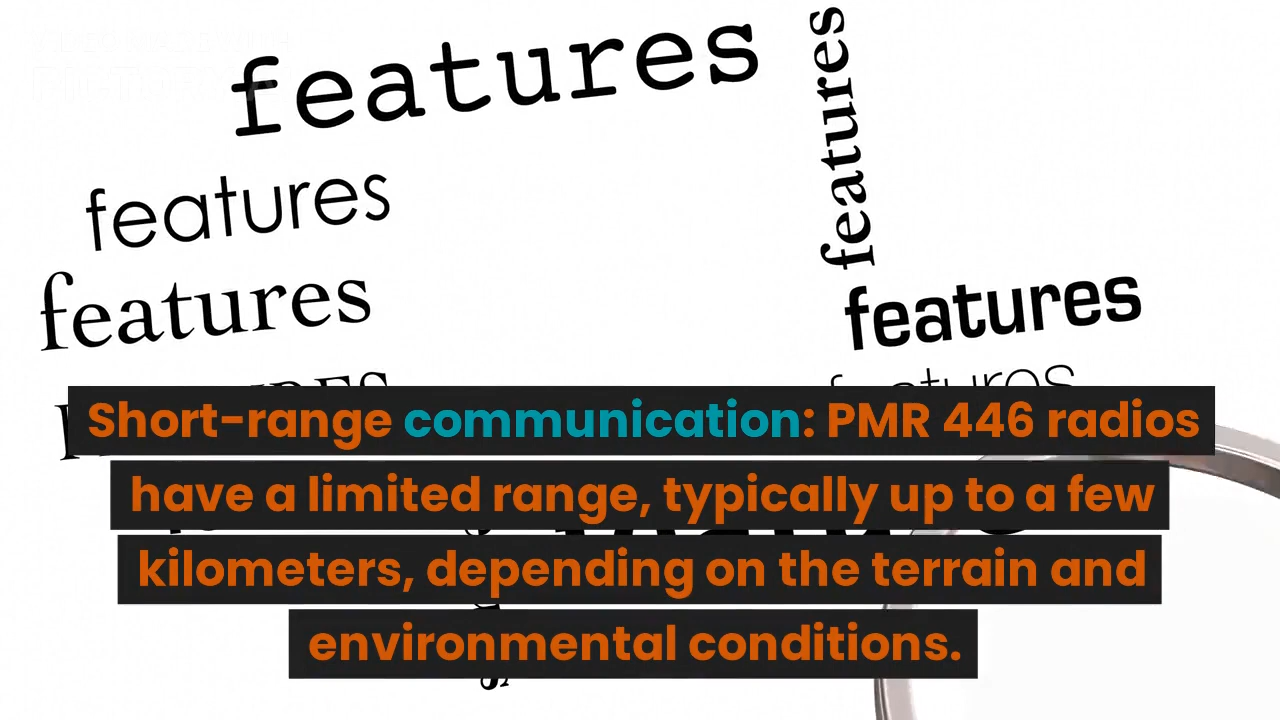 features
features
features
features
features
features
Short-range communication: PMR 446 radios
have a limited range, typically up to a few
kilometers, depending on the terrain and
environmental conditions.